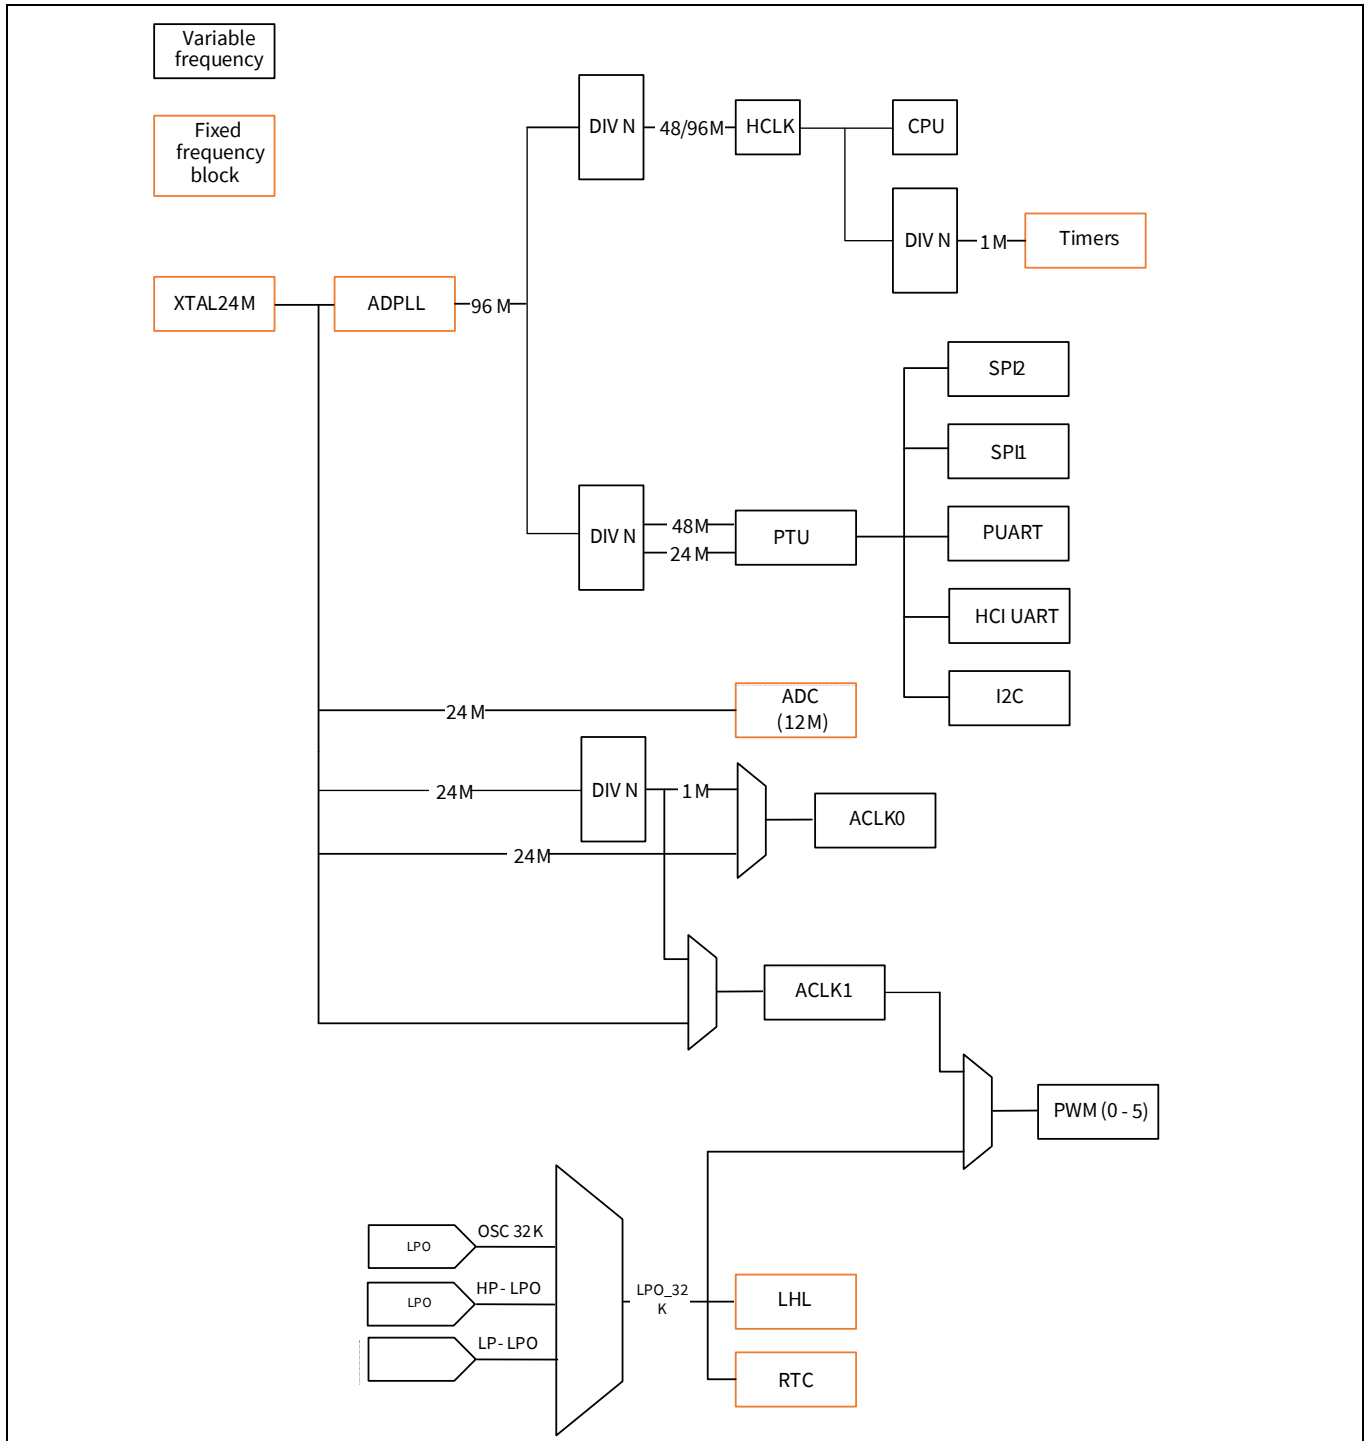 Variable
frequency
Fixed
frequency
block
DIV N
48/96M
HCLK
CPU
DIV N
1 M
Timers
XTAL24M
ADPLL
96 M
SPI2
SPI1
DIV N
48M
24 M
PTU
PUART
HCI UART
I2C
24 M
ADC
(12M)
24M
DIV N
1 M
ACLK0
24M
ACLK1
PWM (0 - 5)
LPO
OSC 32K
LPO
HP- LPO
LP- LPO
LPO_32
K
LHL
RTC